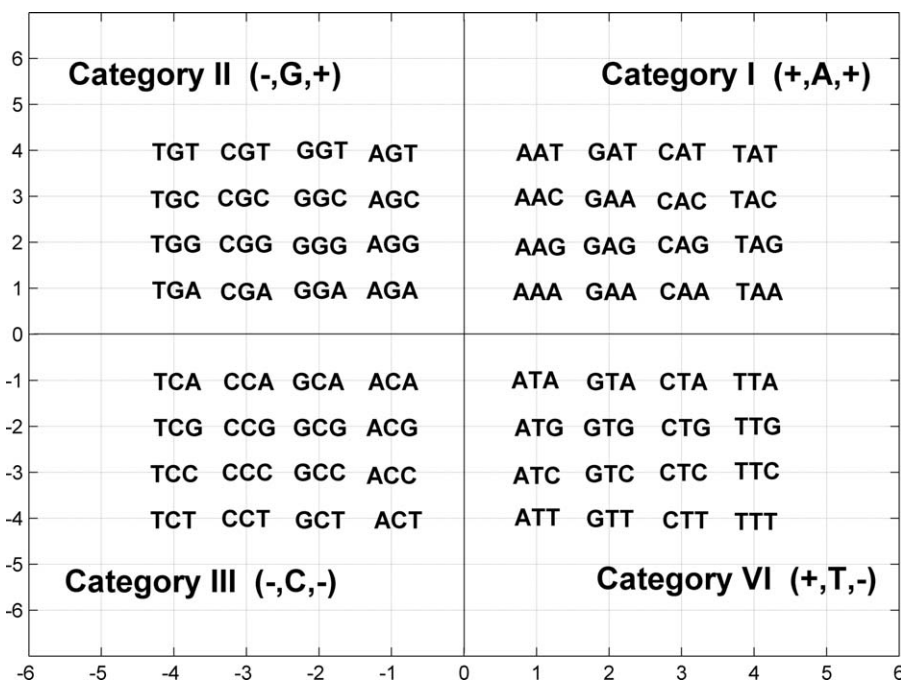 6
Category II (-,G,+) Category I (+,A,+)
5
4 TGT CGT GGT AGT AAT GAT CAT TAT
3 TGC CGC GGC AGC AAC GAA CAC TAC
2 TGG CGG GGG AGG AAG GAG CAG TAG
1 TGA CGA GGA AGA AAA GAA CAA TAA
0
-1 TCA CCA GCA ACA ATA GTA CTA TTA
-2 TCG CCG GCG ACG ATG GTG CTG TTG
-3 TCC CCC GCC ACC ATC GTC CTC TTC
-4 TCT CCT GCT ACT ATT GTT CTT TTT
-5
Category III (-,C,-) Category VI (+,T,-)
-6
-6 -5 -4 -3 -2 -1 0 1 2 3 4 5 6